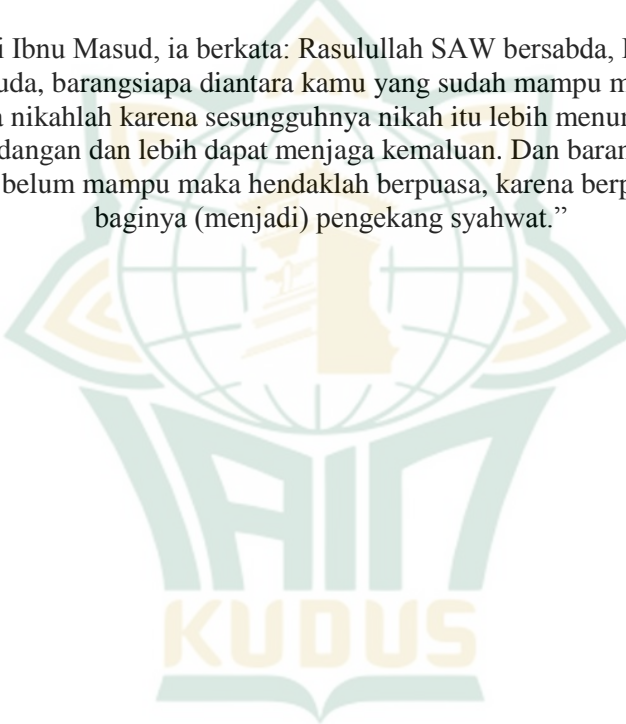 i Ibnu Masud, ia berkata: Rasulullah SAW bersabda,
uda, barangsiapa diantara kamu yang sudah mampu m
nikahlah karena sesungguhnya nikah itu lebih menu
dangan dan lebih dapat menjaga kemaluan. Dan baran
belum mampu maka hendaklah berpuasa, karena berp
baginya (menjadi) pengekang syahwat.”
IAIN
KUDUS